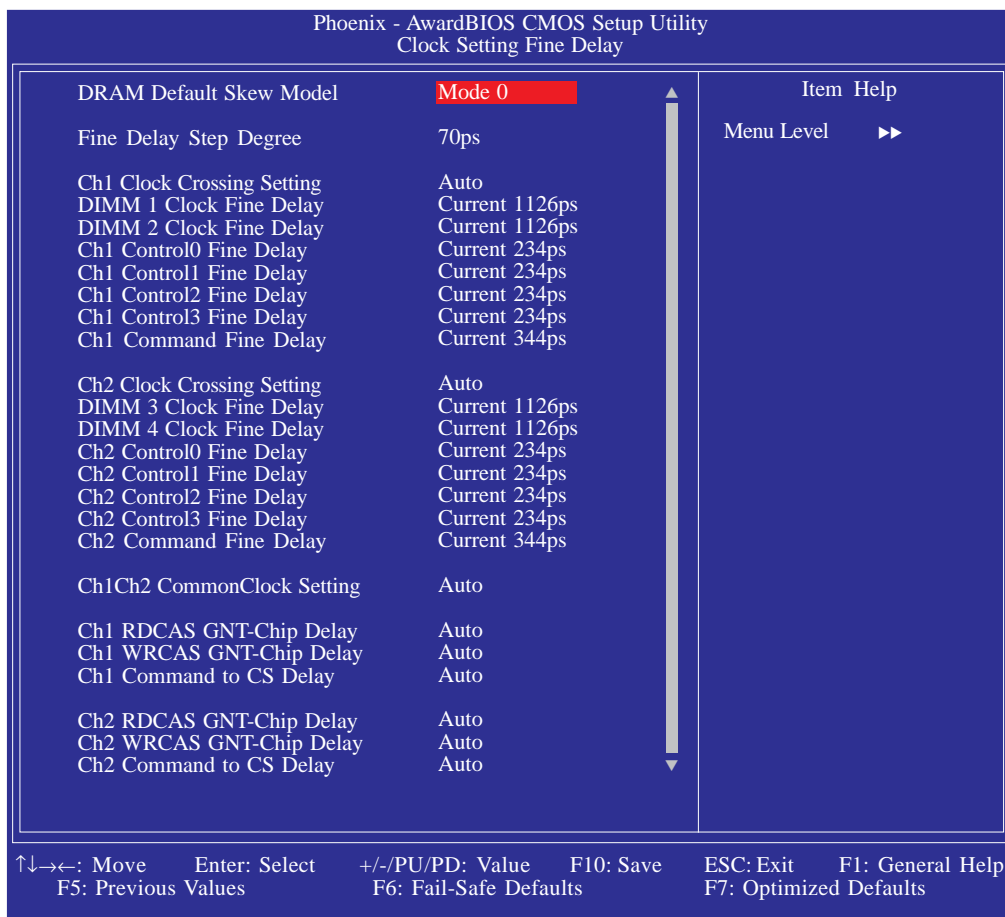 Phoenix - AwardBIOS CMOS Setup Utility
Clock Setting Fine Delay
DRAM Default Skew Model Mode 0 ▲
Fine Delay Step Degree 70ps
Ch1 Clock Crossing Setting Auto
DIMM 1 Clock Fine Delay Current 1126ps
DIMM 2 Clock Fine Delay Current 1126ps
Ch1 Control0 Fine Delay Current 234ps
Ch1 Control1 Fine Delay Current 234ps
Ch1 Control2 Fine Delay Current 234ps
Ch1 Control3 Fine Delay Current 234ps
Ch1 Command Fine Delay Current 344ps
Ch2 Clock Crossing Setting Auto
DIMM 3 Clock Fine Delay Current 1126ps
DIMM 4 Clock Fine Delay Current 1126ps
Ch2 Control0 Fine Delay Current 234ps
Ch2 Control1 Fine Delay Current 234ps
Ch2 Control2 Fine Delay Current 234ps
Ch2 Control3 Fine Delay Current 234ps
Ch2 Command Fine Delay Current 344ps
Ch1Ch2 CommonClock Setting Auto
Ch1 RDCAS GNT-Chip Delay Auto
Ch1 WRCAS GNT-Chip Delay Auto
Ch1 Command to CS Delay Auto
Ch2 RDCAS GNT-Chip Delay Auto
Ch2 WRCAS GNT-Chip Delay Auto
Ch2 Command to CS Delay Auto ▼
Item Help
Menu Level ▶▶
↑↓→←: Move Enter: Select +/-/PU/PD: Value F10: Save ESC: Exit F1: General Help
F5: Previous Values F6: Fail-Safe Defaults F7: Optimized Defaults